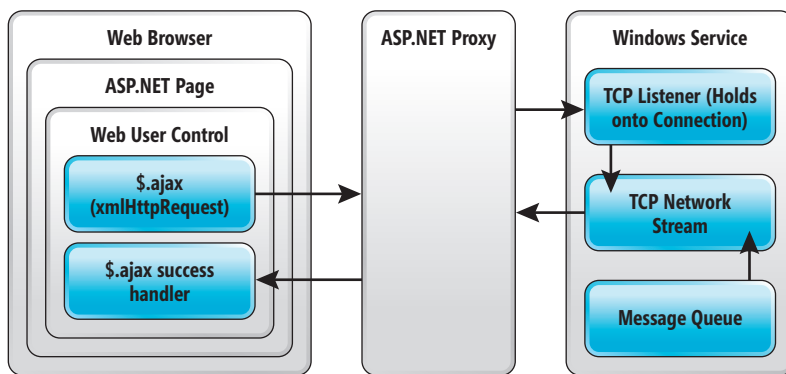 Web Browser
ASP.NET Page
Web User Control
$.ajax
(xmlHttpRequest)
$.ajax success
handler
ASP.NET Proxy
Windows Service
TCP Listener (Holds
onto Connection)
TCP Network
Stream
Message Queue